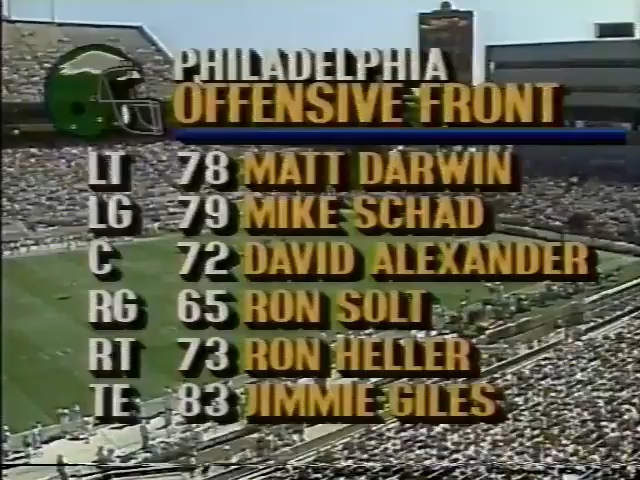 PHILADELPHIA
OFFENSIVE FRONT
LT 78 MATT DARWIN
LG 79 MIKE SCHAD
C 72 DAVID ALEXANDER
RG 65 RON SOLT
RT 73 RON HELLER
TE 83 JIMMIE GILES